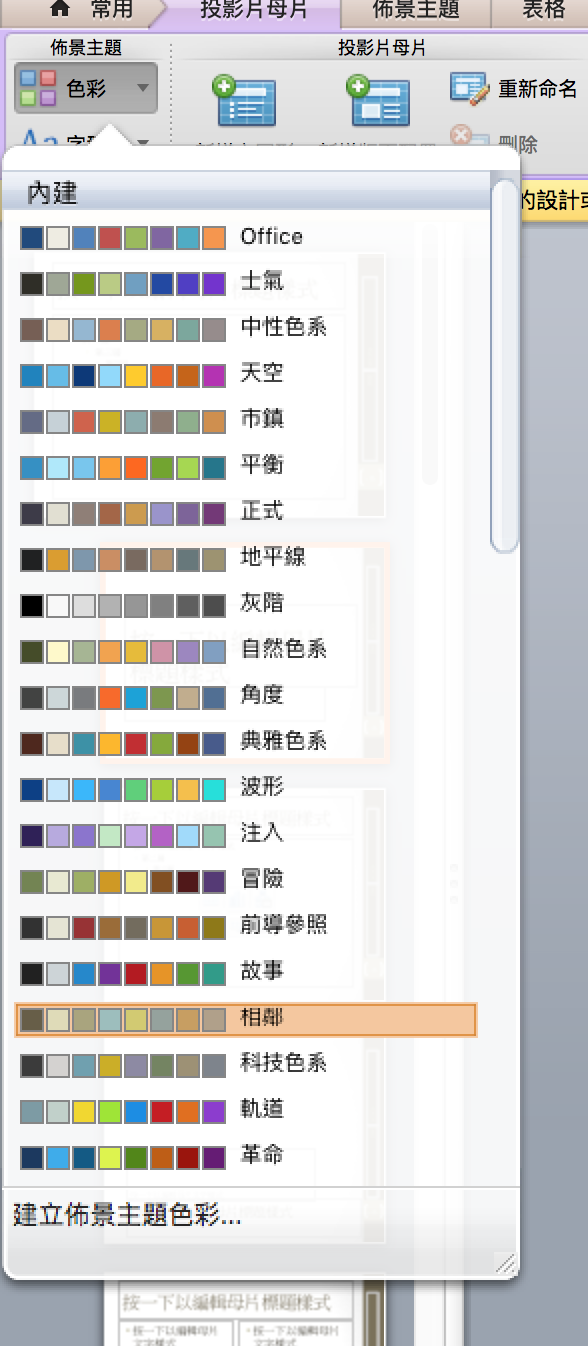 常用 投影片母片 佈景主題 表格
佈景主題 投影片母片
色彩 重新命名
刪除
內建
的設計
Office
士氣
中性色系
天空
市鎮
平衡
正式
地平線
灰階
自然色系
角度
典雅色系
波形
注入
冒險
前導參照
故事
相鄰
科技色系
軌道
革命
建立佈景主題色彩...
按一下以編輯母片標題樣式
・按一下以編輯母片 ・按一下以編輯母片
文字樣式 文字樣式